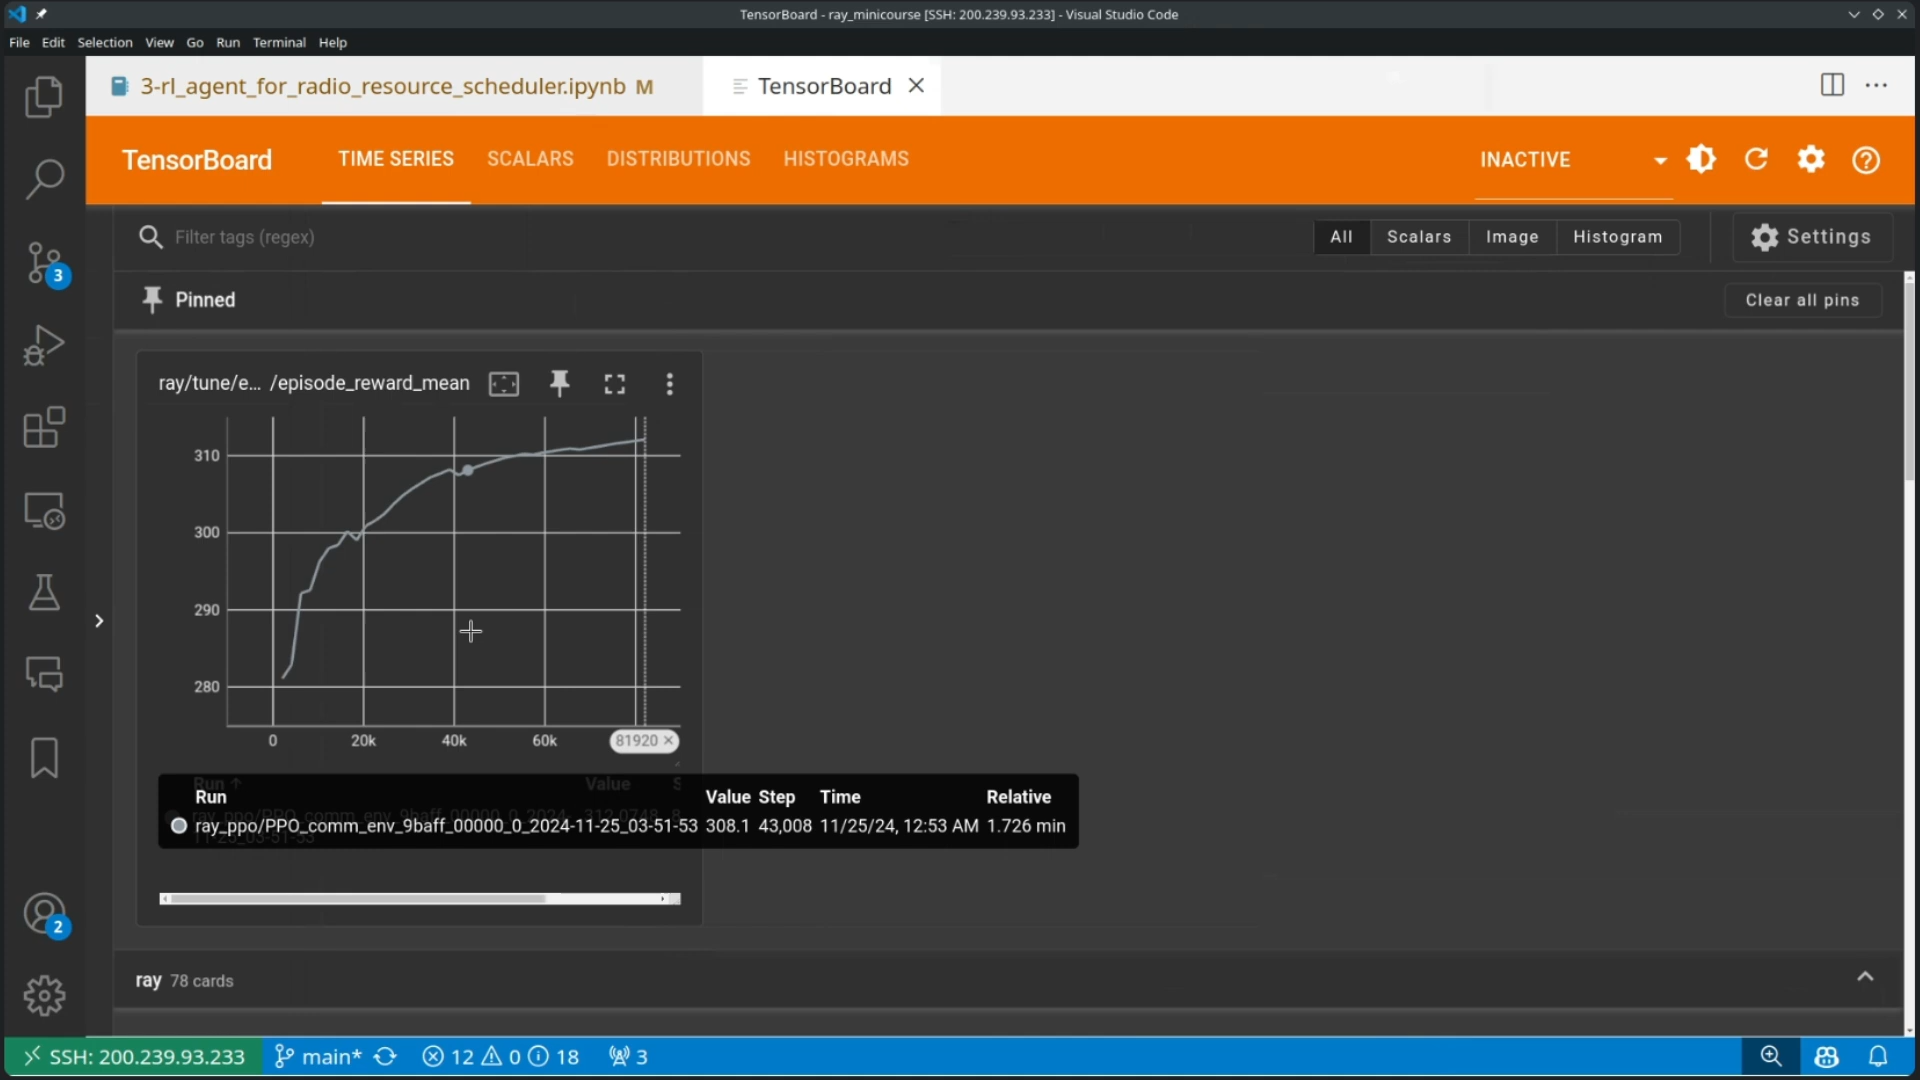 TensorBoard - ray_minicourse [SSH: 200.239.93.233] - Visual Studio Code
File Edit Selection View Go Run Terminal Help
3-rl_agent_for_radio_resource_scheduler.ipynb M TensorBoard
TensorBoard TIME SERIES SCALARS DISTRIBUTIONS HISTOGRAMS INACTIVE
Filter tags (regex) All Scalars Image Histogram Settings
3
Pinned Clear all pins
ray/tune/e... /episode_reward_mean
310
300
290
280
0 20k 40k 60k 81920
Run Value S
Run Value Step Time Relative
ray_ppo/PPO_comm_env_9baff_00000_0_2024-11-25_03-51-53 308.1 43,008 11/25/24, 12:53 AM 1.726 min
2
ray 78 cards
SSH: 200.239.93.233 main* 12 0 18 3